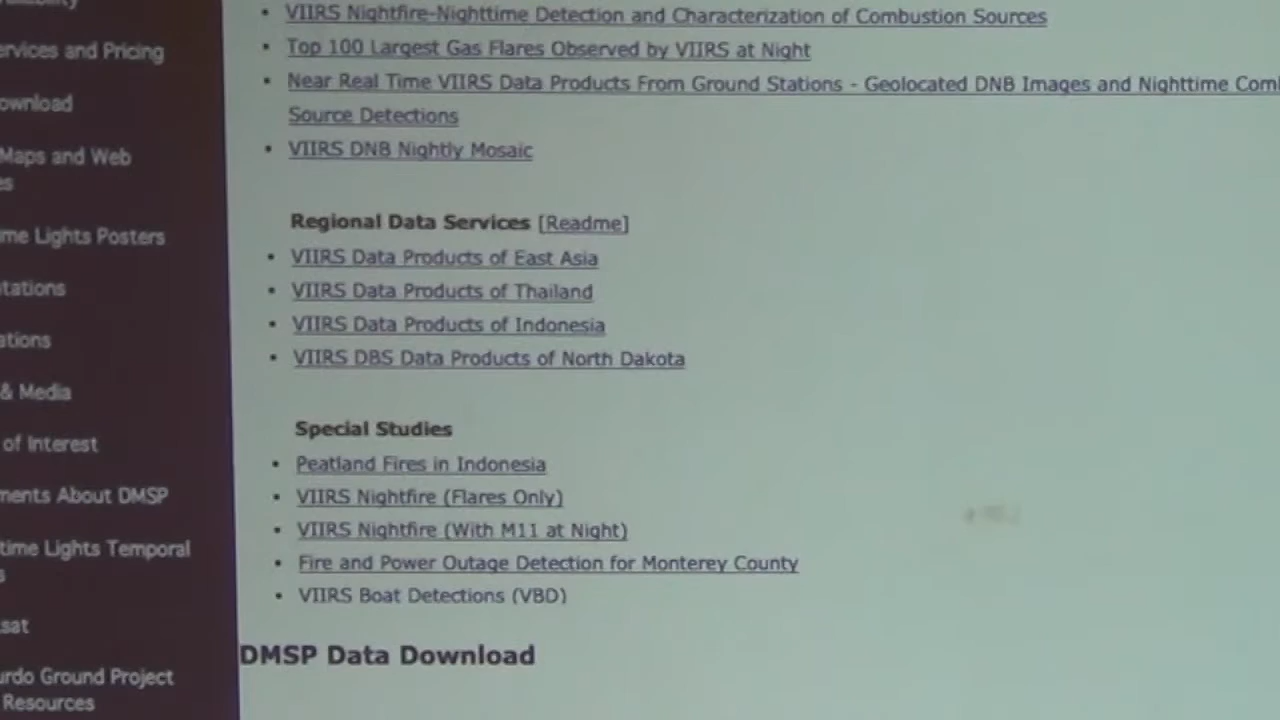 ervices and Pricing
ownload
Maps and Web
es
me Lights Posters
tations
ations
& Media
of Interest
ments About DMSP
time Lights Temporal
s
sat
urdo Ground Project
Resources
• VIIRS Nightfire-Nighttime Detection and Characterization of Combustion Sources
• Top 100 Largest Gas Flares Observed by VIIRS at Night
• Near Real Time VIIRS Data Products From Ground Stations - Geolocated DNB Images and Nighttime Com
Source Detections
• VIIRS DNB Nightly Mosaic
Regional Data Services [Readme]
• VIIRS Data Products of East Asia
• VIIRS Data Products of Thailand
• VIIRS Data Products of Indonesia
• VIIRS DBS Data Products of North Dakota
Special Studies
• Peatland Fires in Indonesia
• VIIRS Nightfire (Flares Only)
• VIIRS Nightfire (With M11 at Night)
• Fire and Power Outage Detection for Monterey County
• VIIRS Boat Detections (VBD)
DMSP Data Download